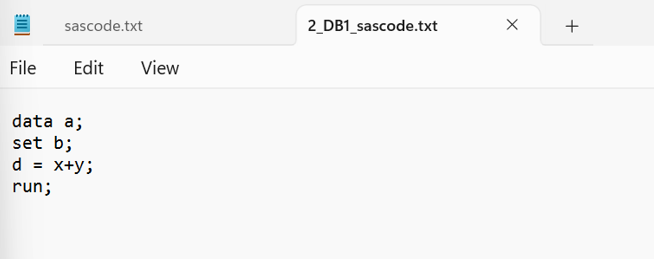 sascode.txt 2_DB1_sascode.txt
File Edit View
data a;
set b;
d = x+y;
run;